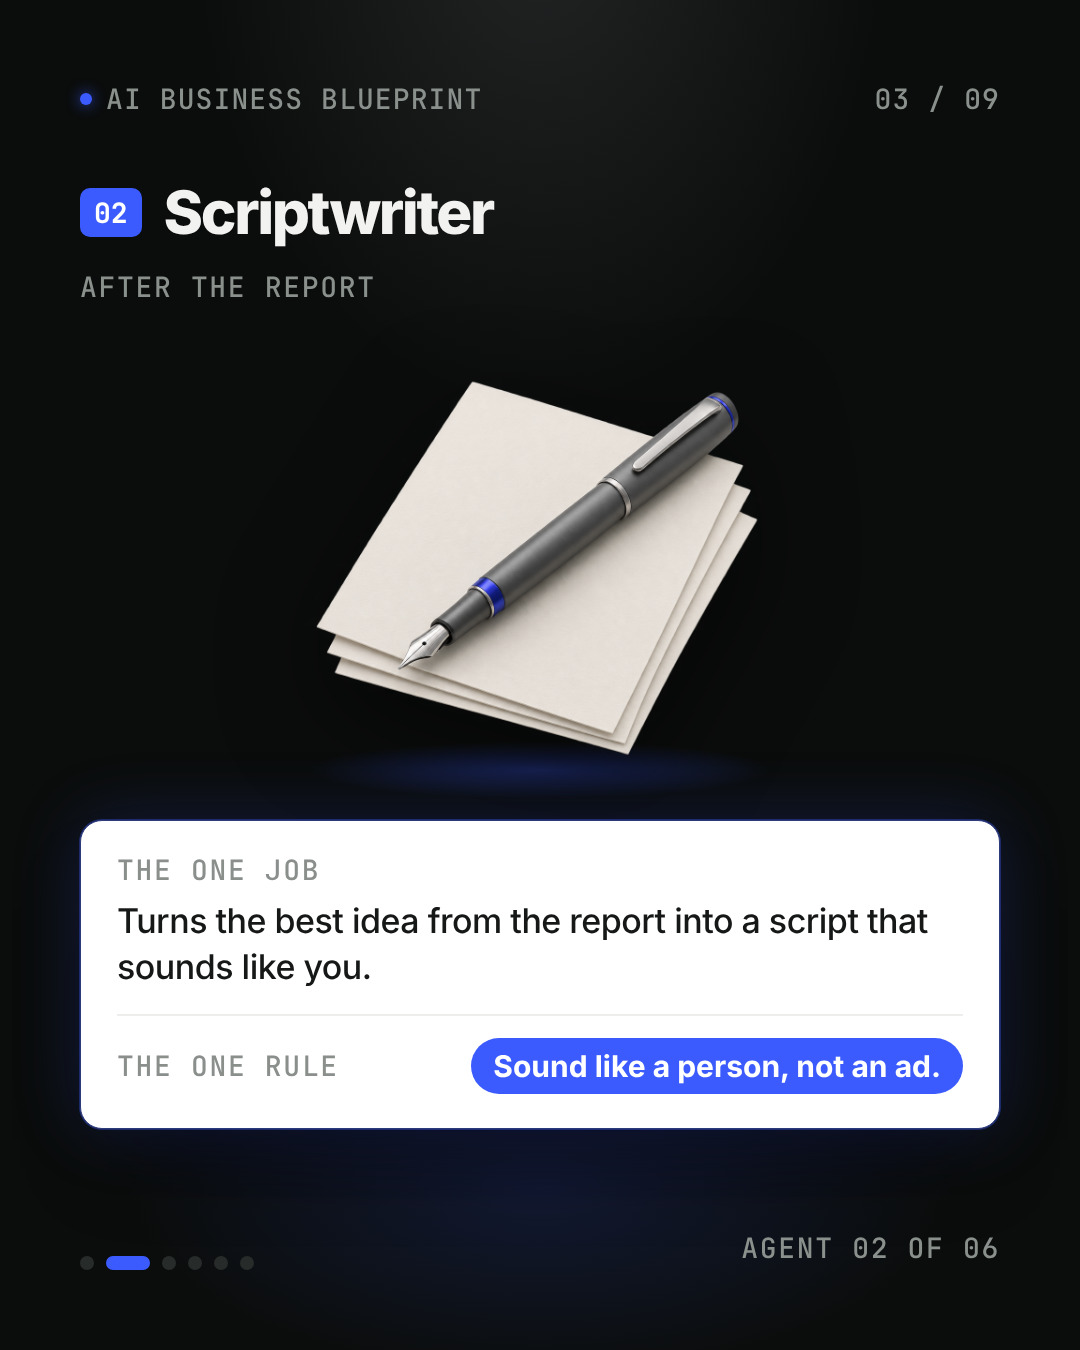 AI BUSINESS BLUEPRINT
03 / 09
02 Scriptwriter
AFTER THE REPORT
THE ONE JOB
Turns the best idea from the report into a script that
sounds like you.
THE ONE RULE
Sound like a person, not an ad.
AGENT 02 OF 06